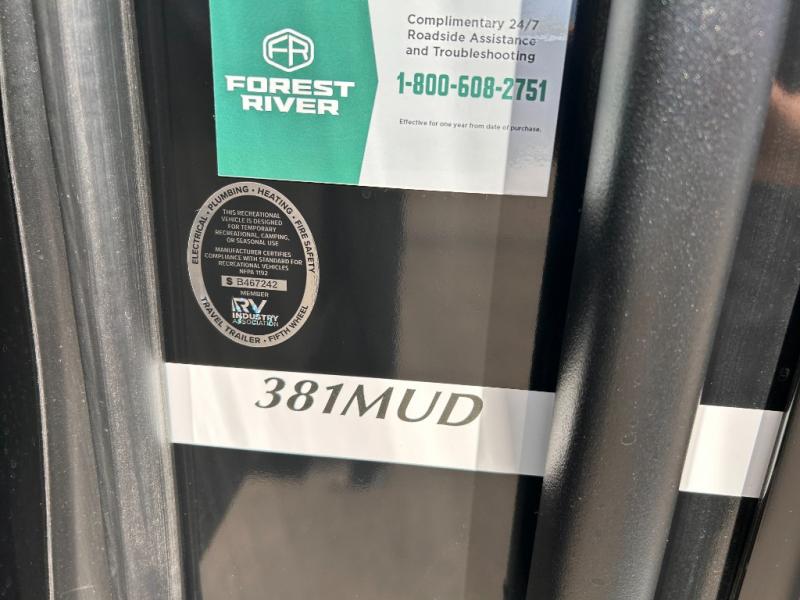 FR
FOREST
RIVER
Complimentary 24/7
Roadside Assistance
and Troubleshooting
1-800-608-2751
Effective for one year from date of purchase.
ELECTRICAL • PLUMBING • HEATING • FIRE SAFETY
THIS RECREATIONAL
VEHICLE IS DESIGNED
FOR TEMPORARY
RECREATIONAL, CAMPING,
OR SEASONAL USE
MANUFACTURER CERTIFIES
COMPLIANCE WITH STANDARD FOR
RECREATIONAL VEHICLES
NFPA 1192
S B467242
MEMBER
RV
INDUSTRY
ASSOCIATION
TRAVEL TRAILER • FIFTH WHEEL
381MUD